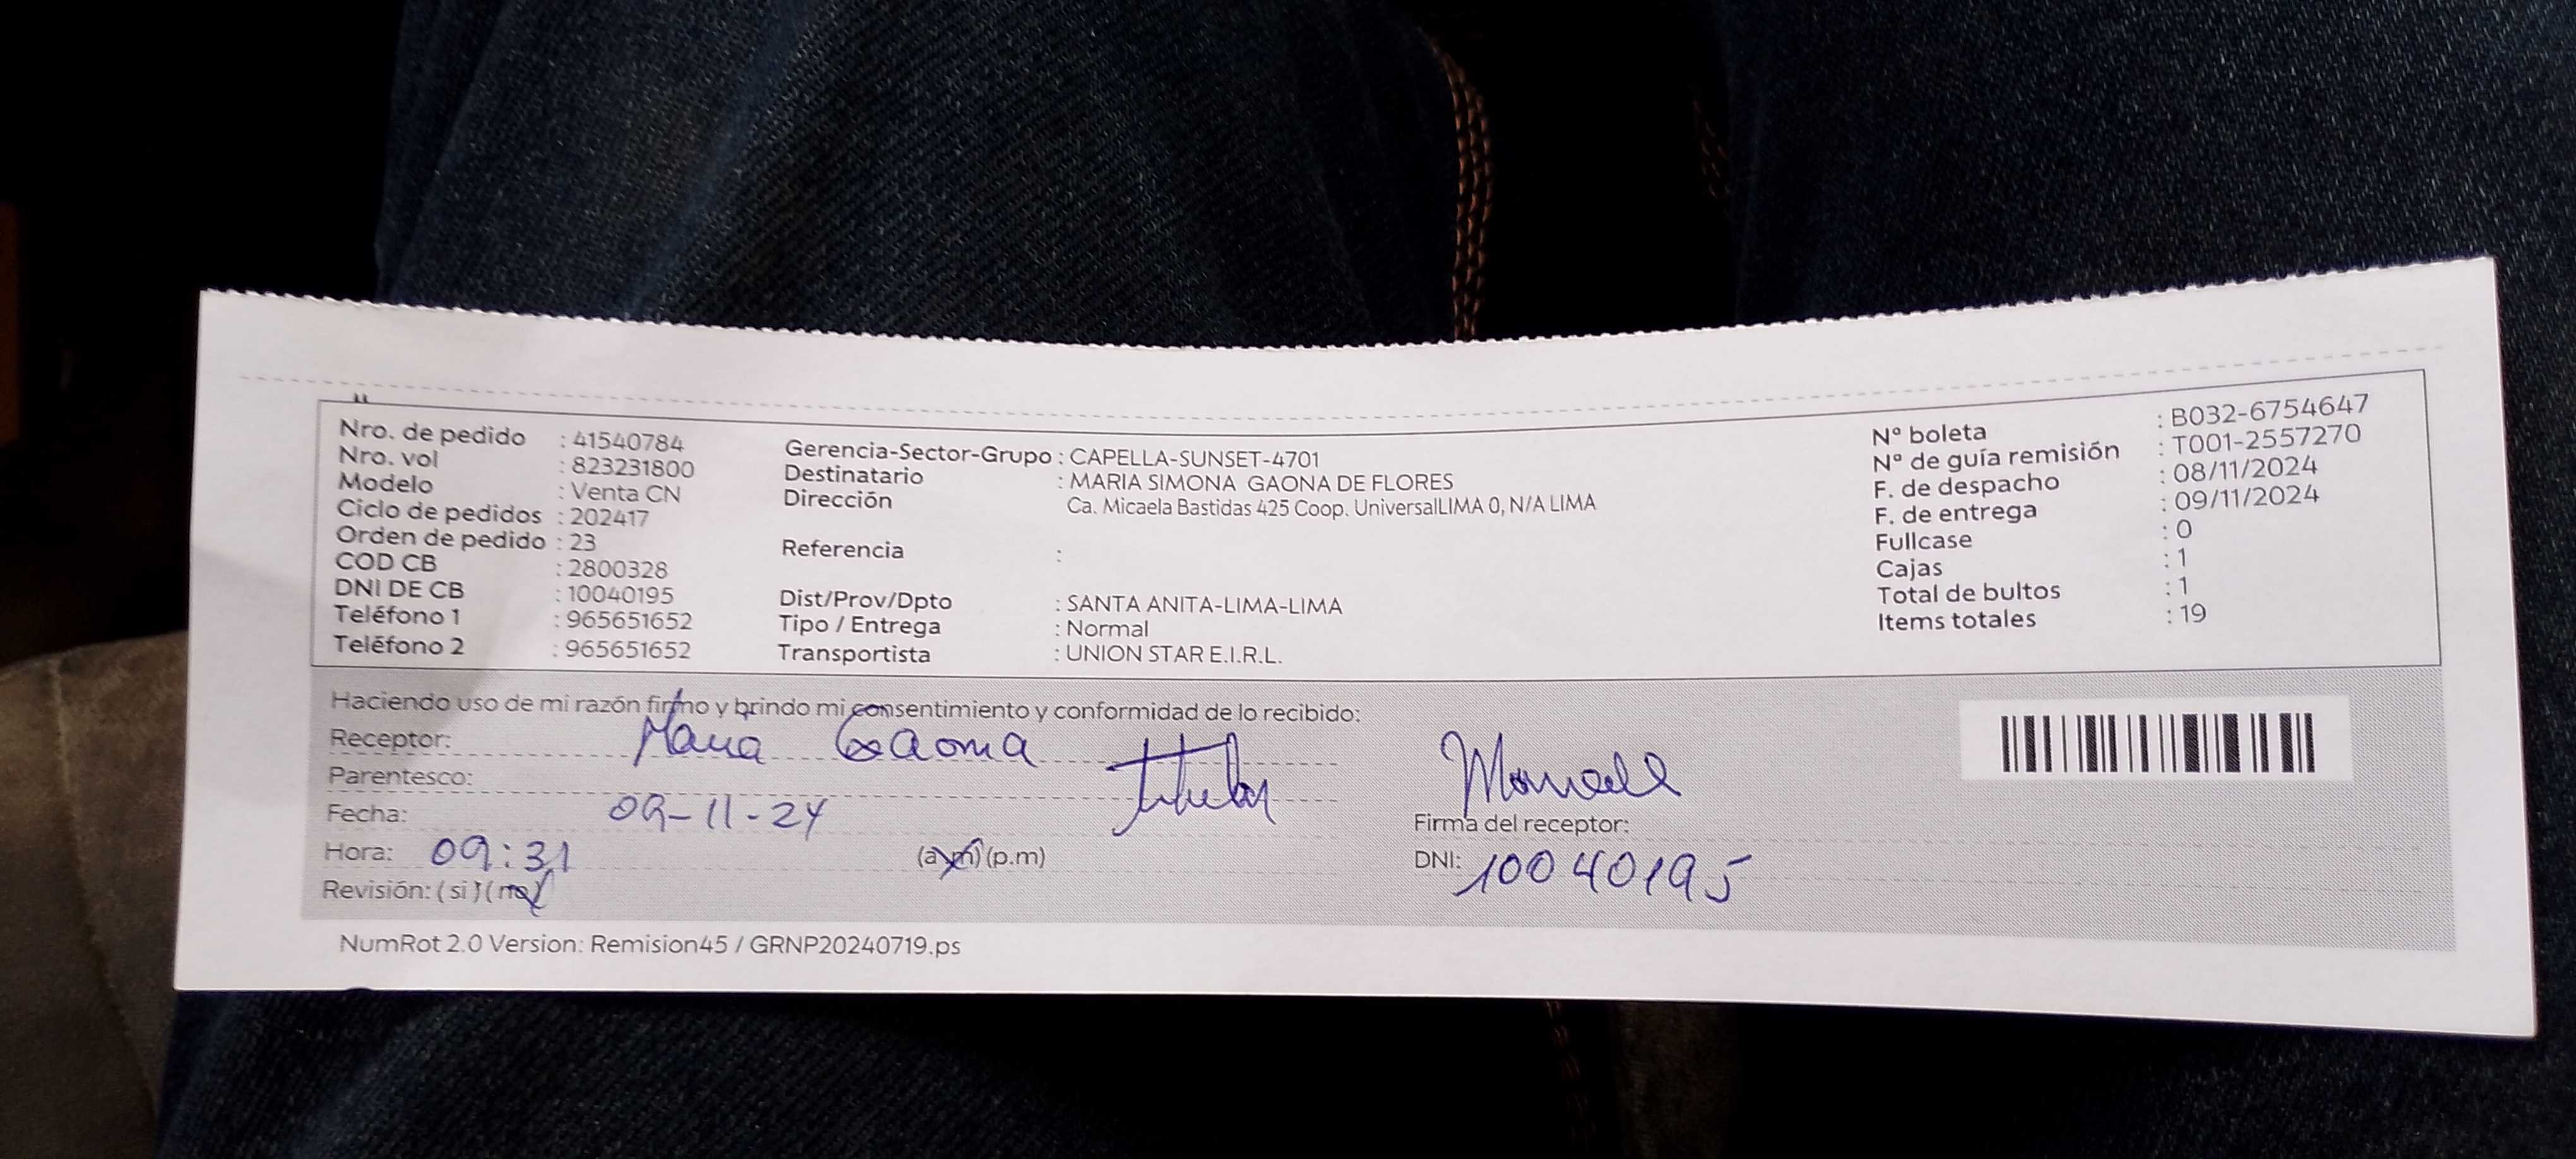 Nro. de pedido : 41540784
Nro. vol : 823231800
Modelo : Venta CN
Ciclo de pedidos : 202417
Orden de pedido : 23
COD CB : 2800328
DNI DE CB : 10040195
Teléfono 1 : 965651652
Teléfono 2 : 965651652
Gerencia-Sector-Grupo : CAPELLA-SUNSET-4701
Destinatario : MARIA SIMONA GAONA DE FLORES
Dirección Ca. Micaela Bastidas 425 Coop. UniversalLIMA 0, N/A LIMA
Referencia :
Dist/Prov/Dpto : SANTA ANITA-LIMA-LIMA
Tipo / Entrega : Normal
Transportista : UNION STAR E.I.R.L.
Nº boleta : B032-6754647
Nº de guía remisión : T001-2557270
F. de despacho : 08/11/2024
F. de entrega : 09/11/2024
Fullcase : 0
Cajas : 1
Total de bultos : 1
Items totales : 19
Haciendo uso de mi razón firmo y brindo mi consentimiento y conformidad de lo recibido:
Receptor: Maria Gaona
Parentesco: titular
Fecha: 09-11-24
Hora: 09:31 (a.m) (p.m)
Revisión: (si) (no)
Firma del receptor:
DNI: 10040195
NumRot 2.0 Version: Remision45 / GRNP20240719.ps